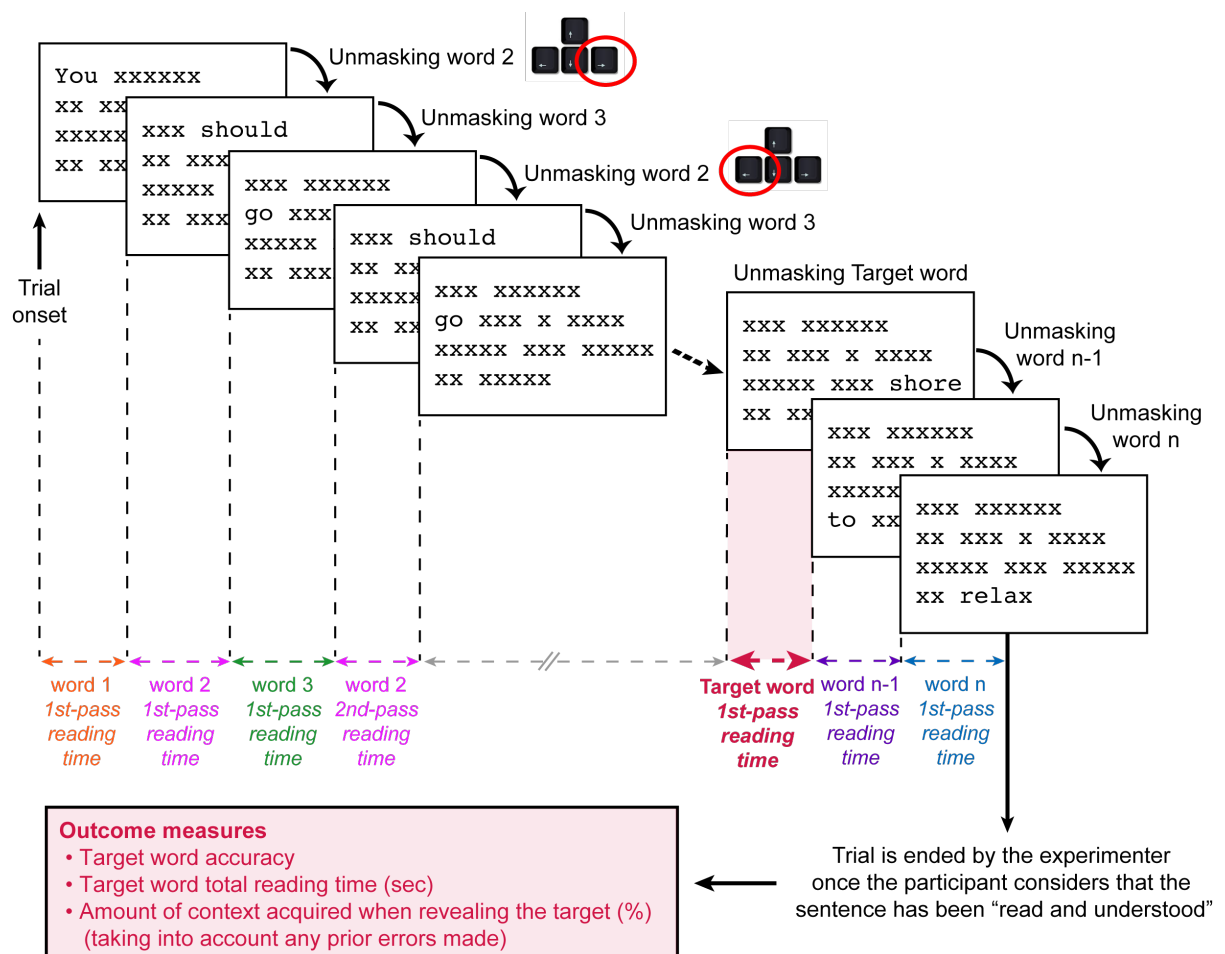 Unmasking word 2
You xxxxxx
xx xx
xxxxx
xx xx
Unmasking word 3
xxx should
xx xxx
xxxxx
xx xxx
Unmasking word 2
xxx xxxxxx
go xxx
xxxxx
xx xxx
Unmasking word 3
xxx should
xx xx
xxxxx
xx xx
xxx xxxxxx
go xxx x xxxx
xxxxx xxx xxxxx
xx xxxxx
Trial
onset
Unmasking Target word
xxx xxxxxx
xx xxx x xxxx
xxxxx xxx shore
xx xx
Unmasking
word n-1
xxx xxxxxx
xx xxx x xxxx
xxxxx
to xx
Unmasking
word n
xxx xxxxxx
xx xxx x xxxx
xxxxx xxx xxxxx
xx relax
word 1
1st-pass
reading
time
word 2
1st-pass
reading
time
word 3
1st-pass
reading
time
word 2
2nd-pass
reading
time
Target word
1st-pass
reading
time
word n-1
1st-pass
reading
time
word n
1st-pass
reading
time
Trial is ended by the experimenter
once the participant considers that the
sentence has been “read and understood”
Outcome measures
• Target word accuracy
• Target word total reading time (sec)
• Amount of context acquired when revealing the target (%)
(taking into account any prior errors made)